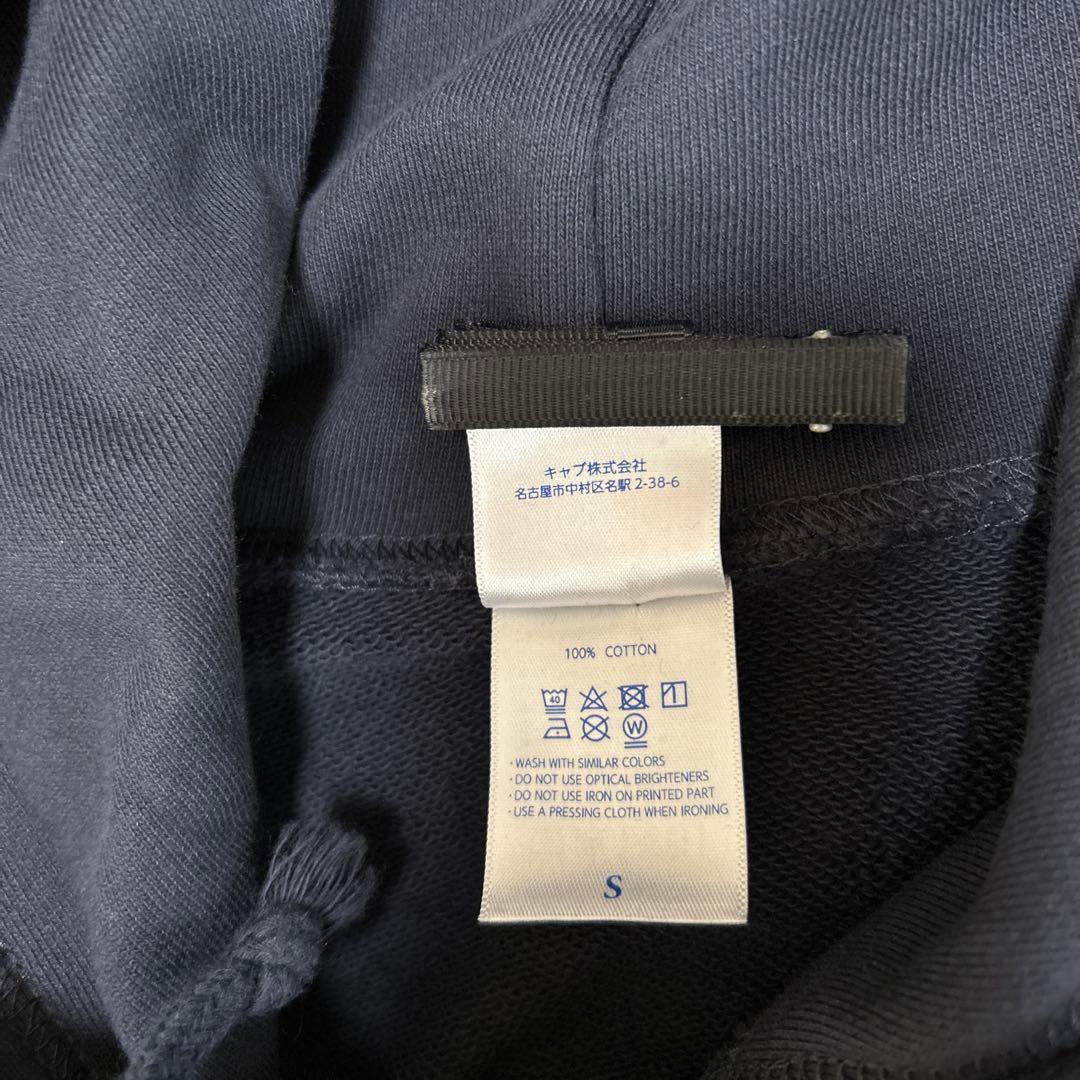 キャブ株式会社
名古屋市中村区名駅 2-38-6
100% COTTON
40
W
・WASH WITH SIMILAR COLORS
・DO NOT USE OPTICAL BRIGHTENERS
・DO NOT USE IRON ON PRINTED PART
・USE A PRESSING CLOTH WHEN IRONING
S